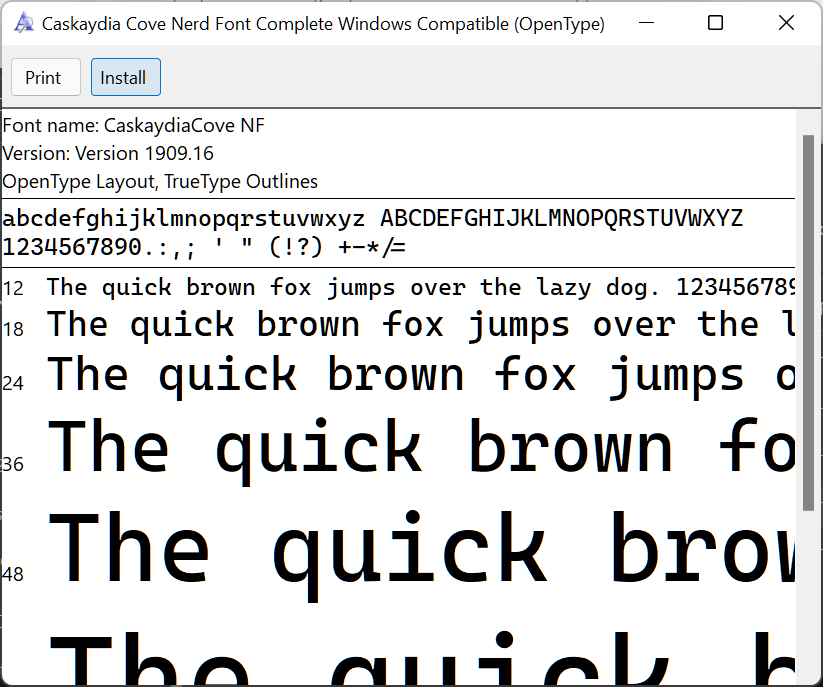 Caskaydia Cove Nerd Font Complete Windows Compatible (OpenType)
Print Install
Font name: CaskaydiaCove NF
Version: Version 1909.16
OpenType Layout, TrueType Outlines
abcdefghijklmnopqrstuvwxyz ABCDEFGHIJKLMNOPQRSTUVWXYZ
1234567890.:,; ' " (!?) +-*/=
12 The quick brown fox jumps over the lazy dog. 123456789
18 The quick brown fox jumps over the l
24 The quick brown fox jumps o
36 The quick brown fo
48 The quick brow
The quick b